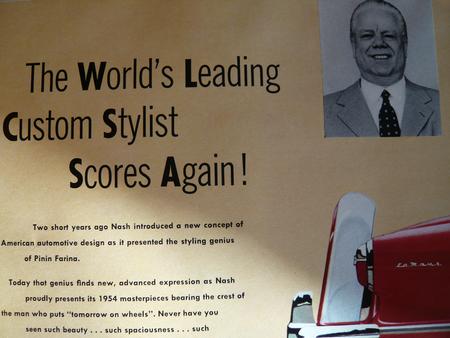 The World's Leading
Custom Stylist
Scores Again!
Two short years ago Nash introduced a new concept of
American automotive design as it presented the styling genius
of Pinin Farina.
Today that genius finds new, advanced expression as Nash
proudly presents its 1954 masterpieces bearing the crest of
the man who puts "tomorrow on wheels". Never have you
seen such beauty . . . such spaciousness . . . such
Le Mans